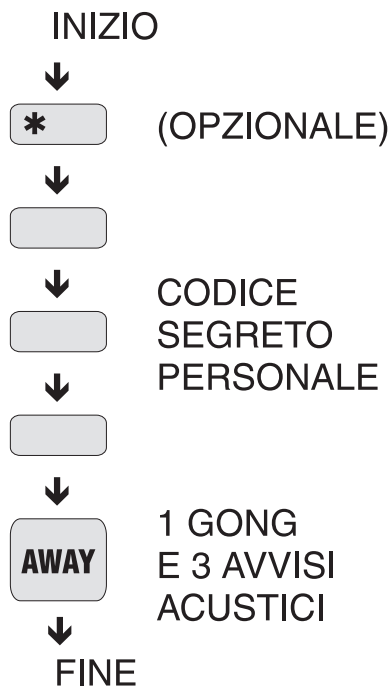 INIZIO
* (OPZIONALE)
CODICE
SEGRETO
PERSONALE
1 GONG
AWAY E 3 AVVISI
ACUSTICI
FINE